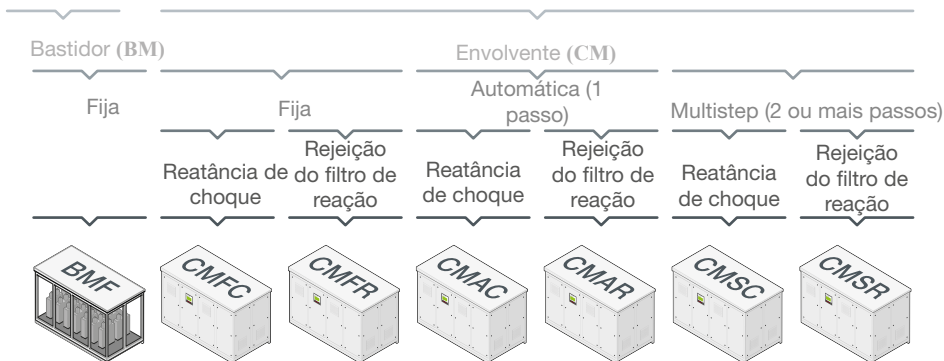 Bastidor (BM)
Envolvente (CM)
Fija
Fija
Automática (1
passo)
Multistep (2 ou mais passos)
Reatância de
choque
Rejeição
do filtro de
reação
Reatância
de choque
Rejeição
do filtro de
reação
Reatância
de choque
Rejeição
do filtro de
reação
BMF
CMFC
CMFR
CMAC
CMAR
CMSC
CMSR